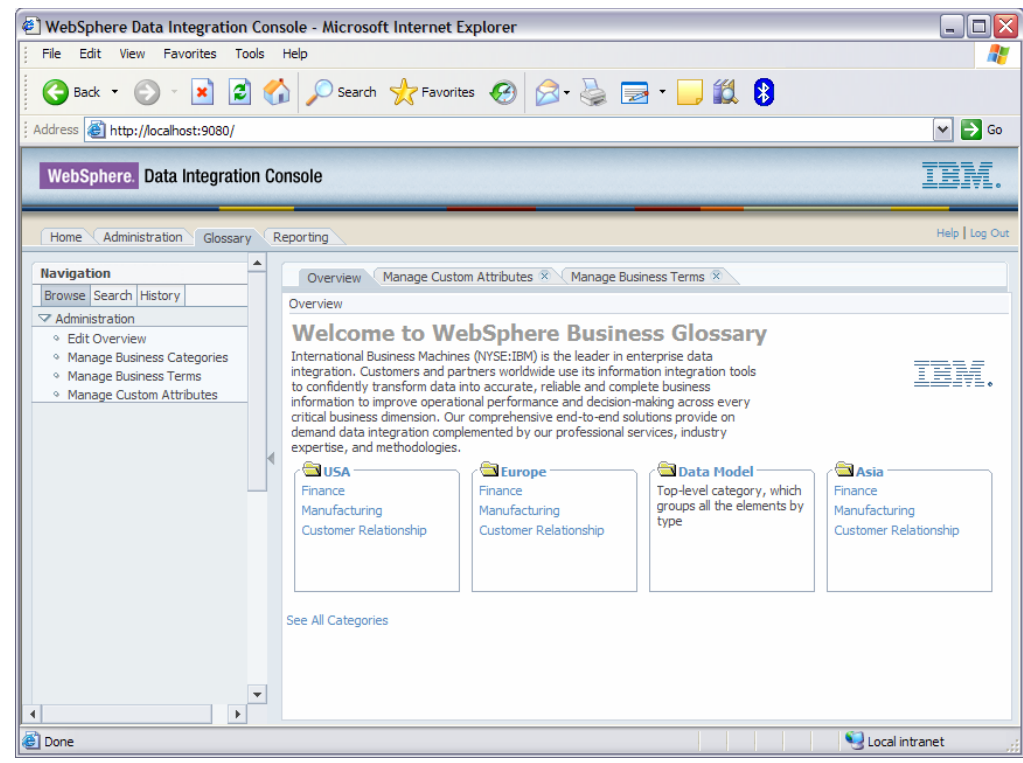 WebSphere Data Integration Console - Microsoft Internet Explorer
File Edit View Favorites Tools Help
Back Search Favorites
Address http://localhost:9080/ Go
WebSphere. Data Integration Console IBM.
Home Administration Glossary Reporting Help | Log Out
Navigation
Browse Search History
Administration
Edit Overview
Manage Business Categories
Manage Business Terms
Manage Custom Attributes
Overview Manage Custom Attributes Manage Business Terms
Overview
Welcome to WebSphere Business Glossary
International Business Machines (NYSE:IBM) is the leader in enterprise data
integration. Customers and partners worldwide use its information integration tools
to confidently transform data into accurate, reliable and complete business
information to improve operational performance and decision-making across every
critical business dimension. Our comprehensive end-to-end solutions provide on
demand data integration complemented by our professional services, industry
expertise, and methodologies.
IBM.
USA
Finance
Manufacturing
Customer Relationship
Europe
Finance
Manufacturing
Customer Relationship
Data Model
Top-level category, which
groups all the elements by
type
Asia
Finance
Manufacturing
Customer Relationship
See All Categories
Done Local intranet